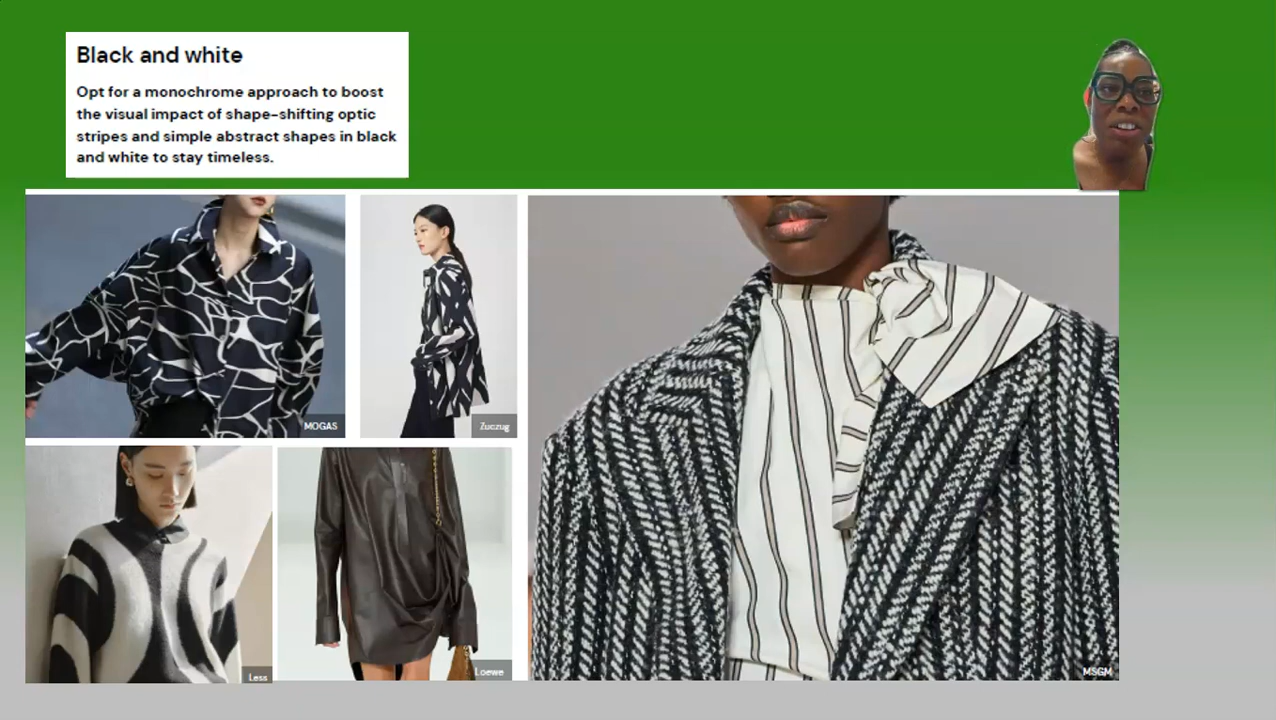 Black and white
Opt for a monochrome approach to boost
the visual impact of shape-shifting optic
stripes and simple abstract shapes in black
and white to stay timeless.
MOGAS
Zuczug
Less
Loewe
MSGM